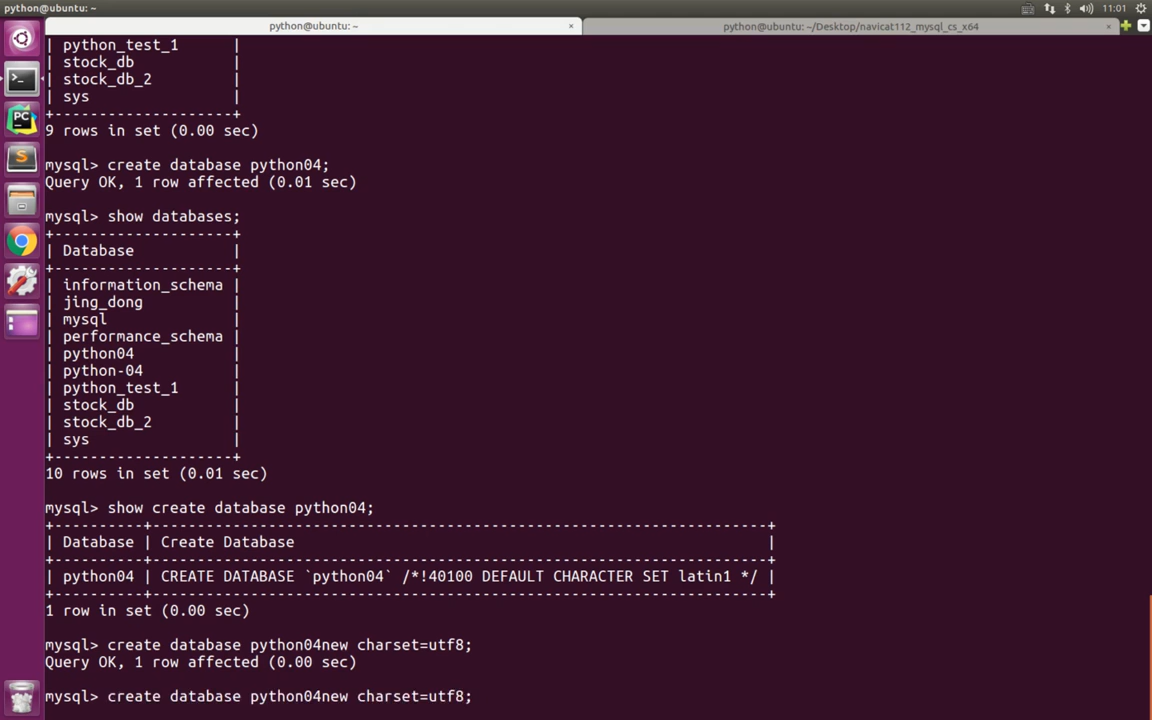 python@ubuntu: ~
11:01
python@ubuntu: ~ ×
python@ubuntu: ~/Desktop/navicat112_mysql_cs_x64 ×
| python_test_1      |
| stock_db           |
| stock_db_2         |
| sys                |
+--------------------+
9 rows in set (0.00 sec)
mysql> create database python04;
Query OK, 1 row affected (0.01 sec)
mysql> show databases;
+--------------------+
| Database           |
+--------------------+
| information_schema |
| jing_dong          |
| mysql              |
| performance_schema |
| python04           |
| python-04          |
| python_test_1      |
| stock_db           |
| stock_db_2         |
| sys                |
+--------------------+
10 rows in set (0.01 sec)
mysql> show create database python04;
+----------+---------------------------------------------------------------------+
| Database | Create Database                                                     |
+----------+---------------------------------------------------------------------+
| python04 | CREATE DATABASE `python04` /*!40100 DEFAULT CHARACTER SET latin1 */ |
+----------+---------------------------------------------------------------------+
1 row in set (0.00 sec)
mysql> create database python04new charset=utf8;
Query OK, 1 row affected (0.00 sec)
mysql> create database python04new charset=utf8;
PC
S